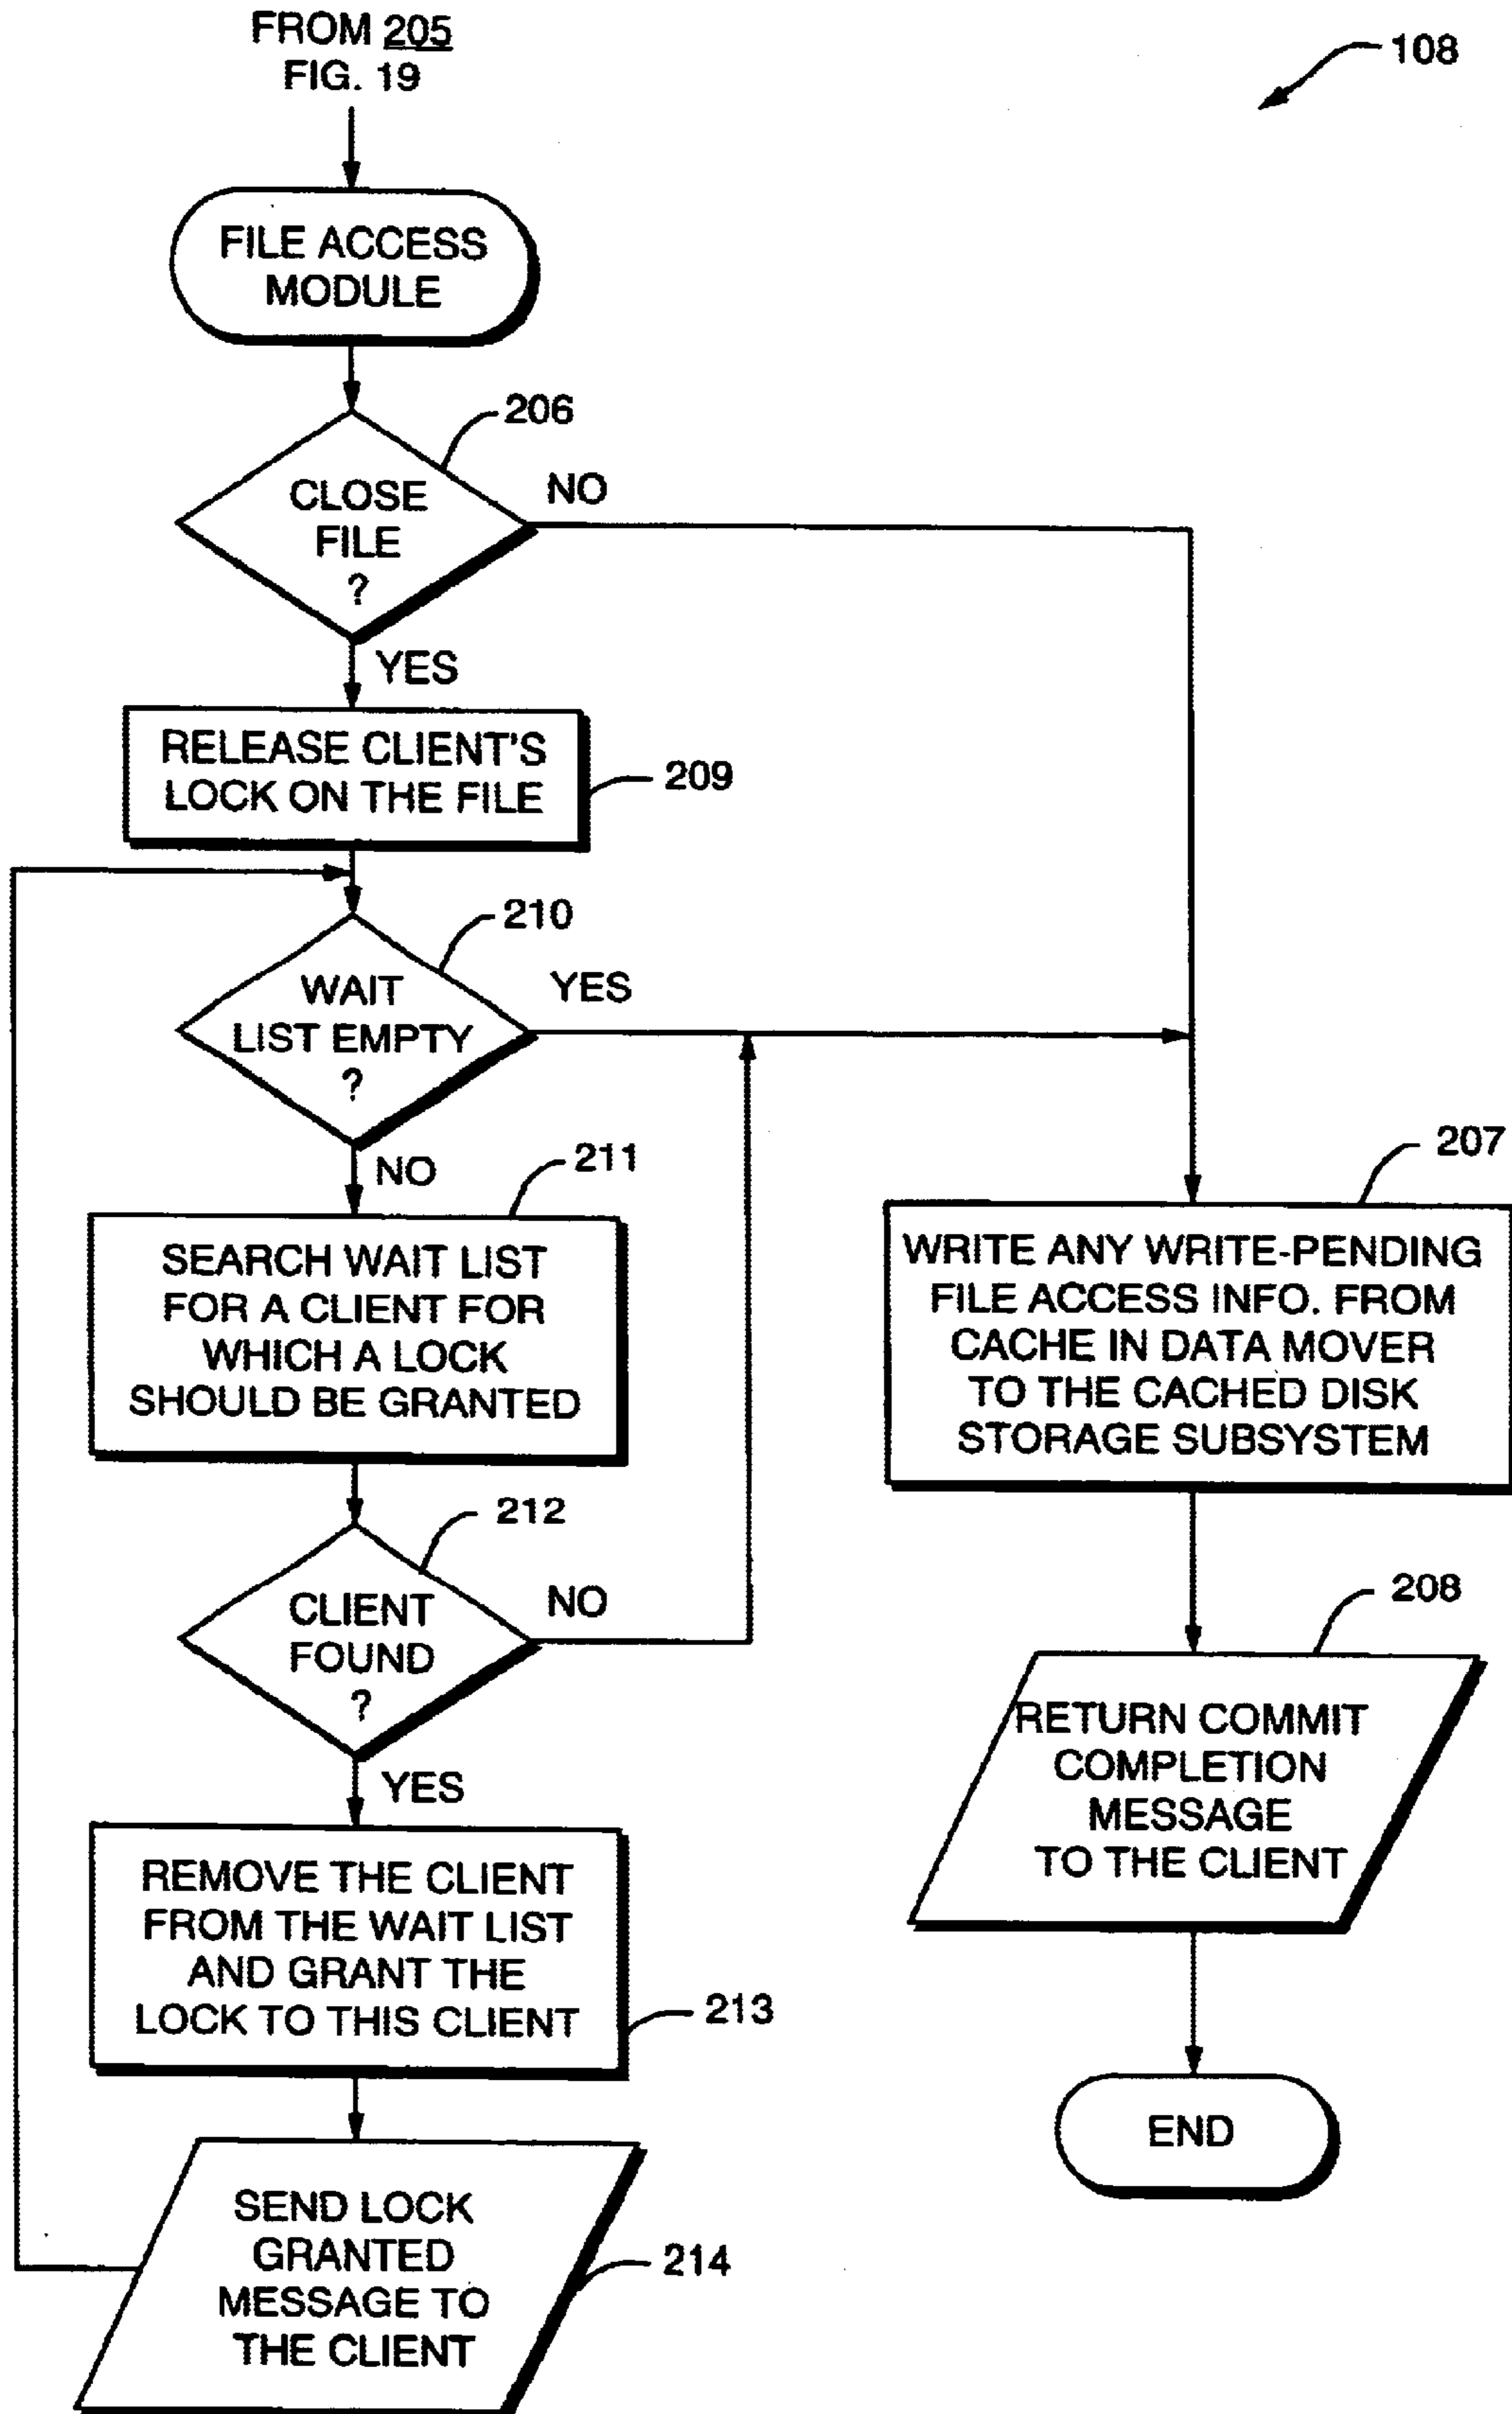 FROM 205
FIG. 19
108
FILE ACCESS
MODULE
206
CLOSE
FILE
?
NO
YES
RELEASE CLIENT'S
LOCK ON THE FILE
209
210
WAIT
LIST EMPTY
?
YES
NO
211
SEARCH WAIT LIST
FOR A CLIENT FOR
WHICH A LOCK
SHOULD BE GRANTED
212
CLIENT
FOUND
?
NO
YES
REMOVE THE CLIENT
FROM THE WAIT LIST
AND GRANT THE
LOCK TO THIS CLIENT
213
SEND LOCK
GRANTED
MESSAGE TO
THE CLIENT
214
207
WRITE ANY WRITE-PENDING
FILE ACCESS INFO. FROM
CACHE IN DATA MOVER
TO THE CACHED DISK
STORAGE SUBSYSTEM
208
RETURN COMMIT
COMPLETION
MESSAGE
TO THE CLIENT
END